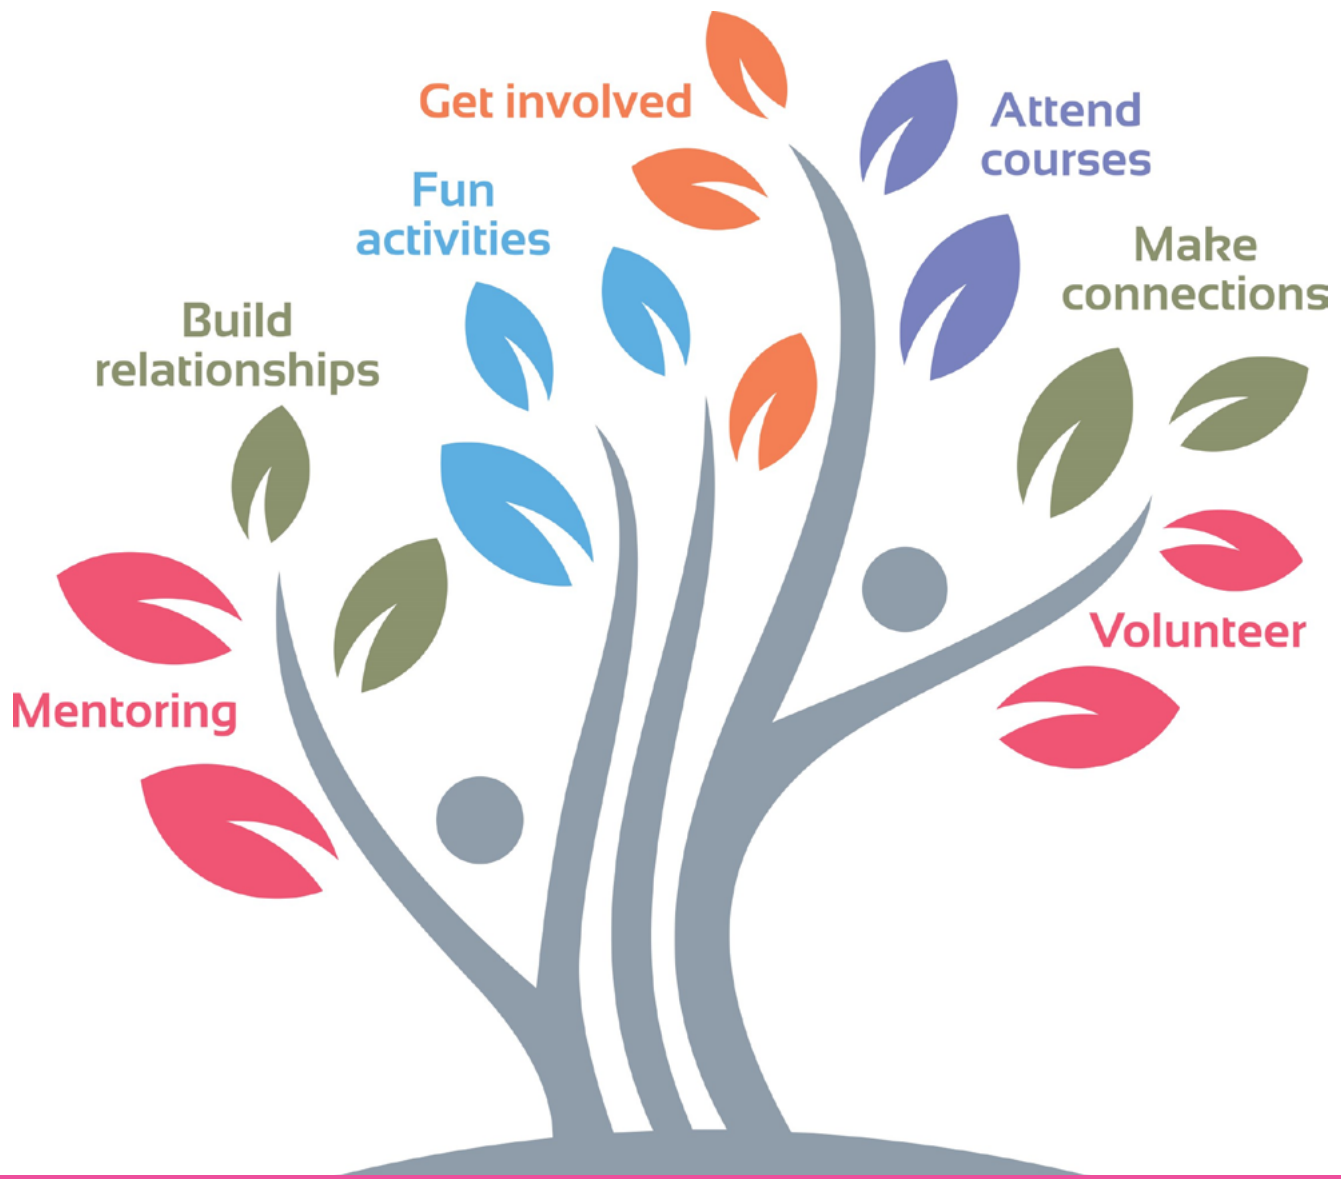 Get involved
Attend
courses
Fun
activities
Make
connections
Build
relationships
Volunteer
Mentoring